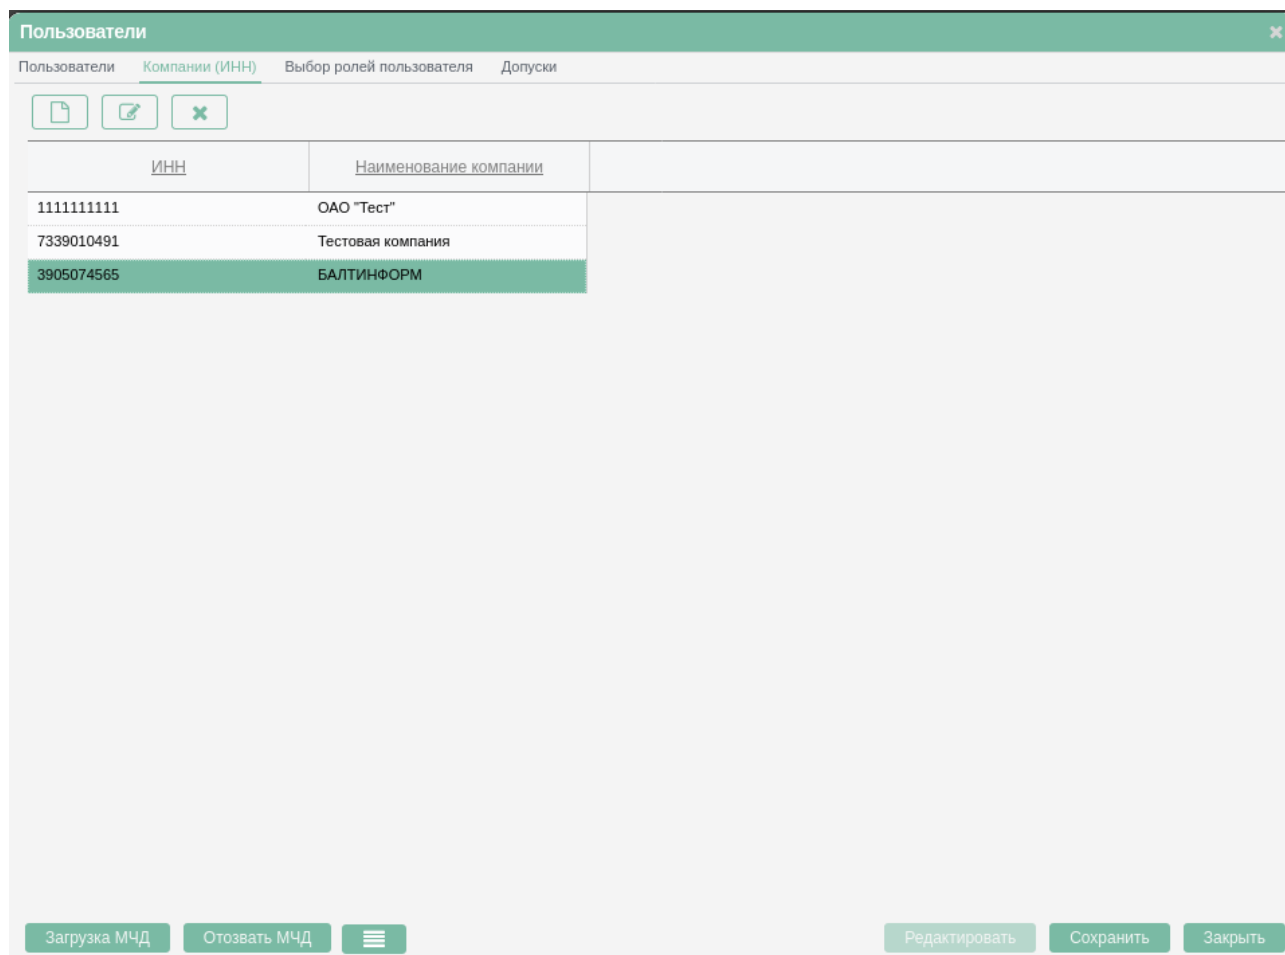 Пользователи
Пользователи Компании (ИНН) Выбор ролей пользователя Допуски
ИНН Наименование компании
1111111111 ОАО "Тест"
7339010491 Тестовая компания
3905074565 БАЛТИНФОРМ
Загрузка МЧД Отозвать МЧД Редактировать Сохранить Закрыть